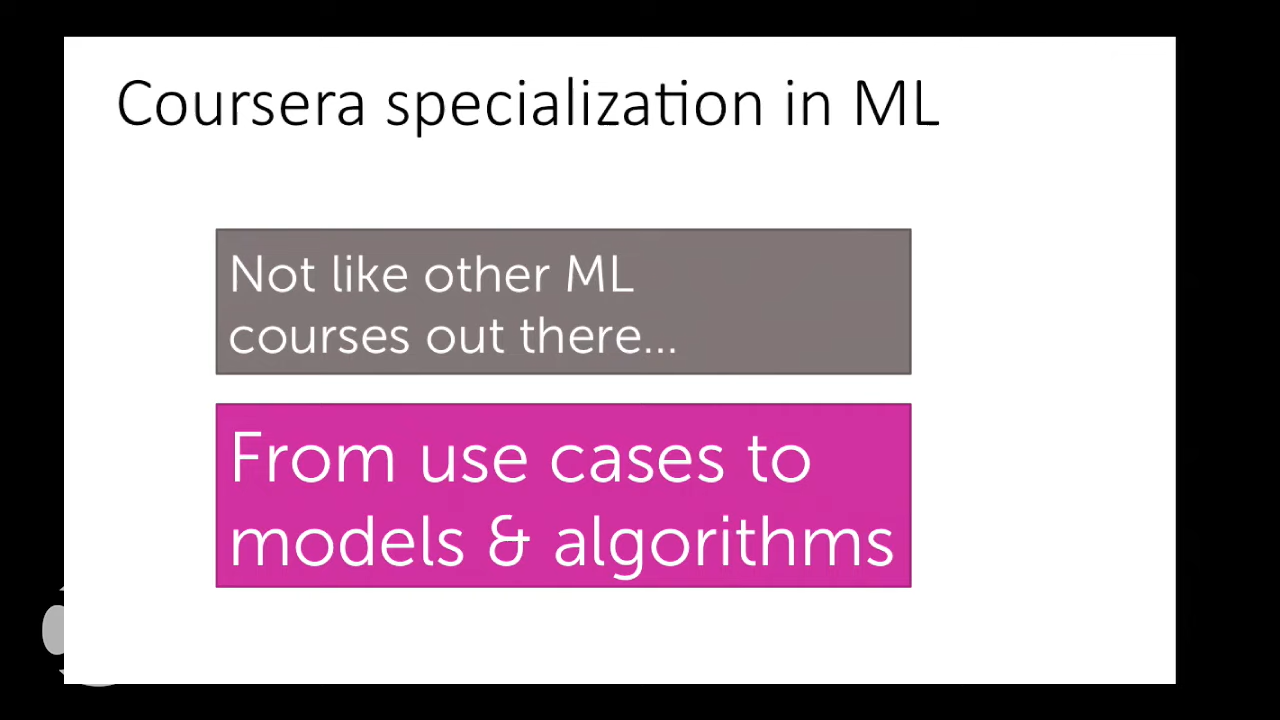 Coursera specialization in ML
Not like other ML
courses out there...
From use cases to
models & algorithms